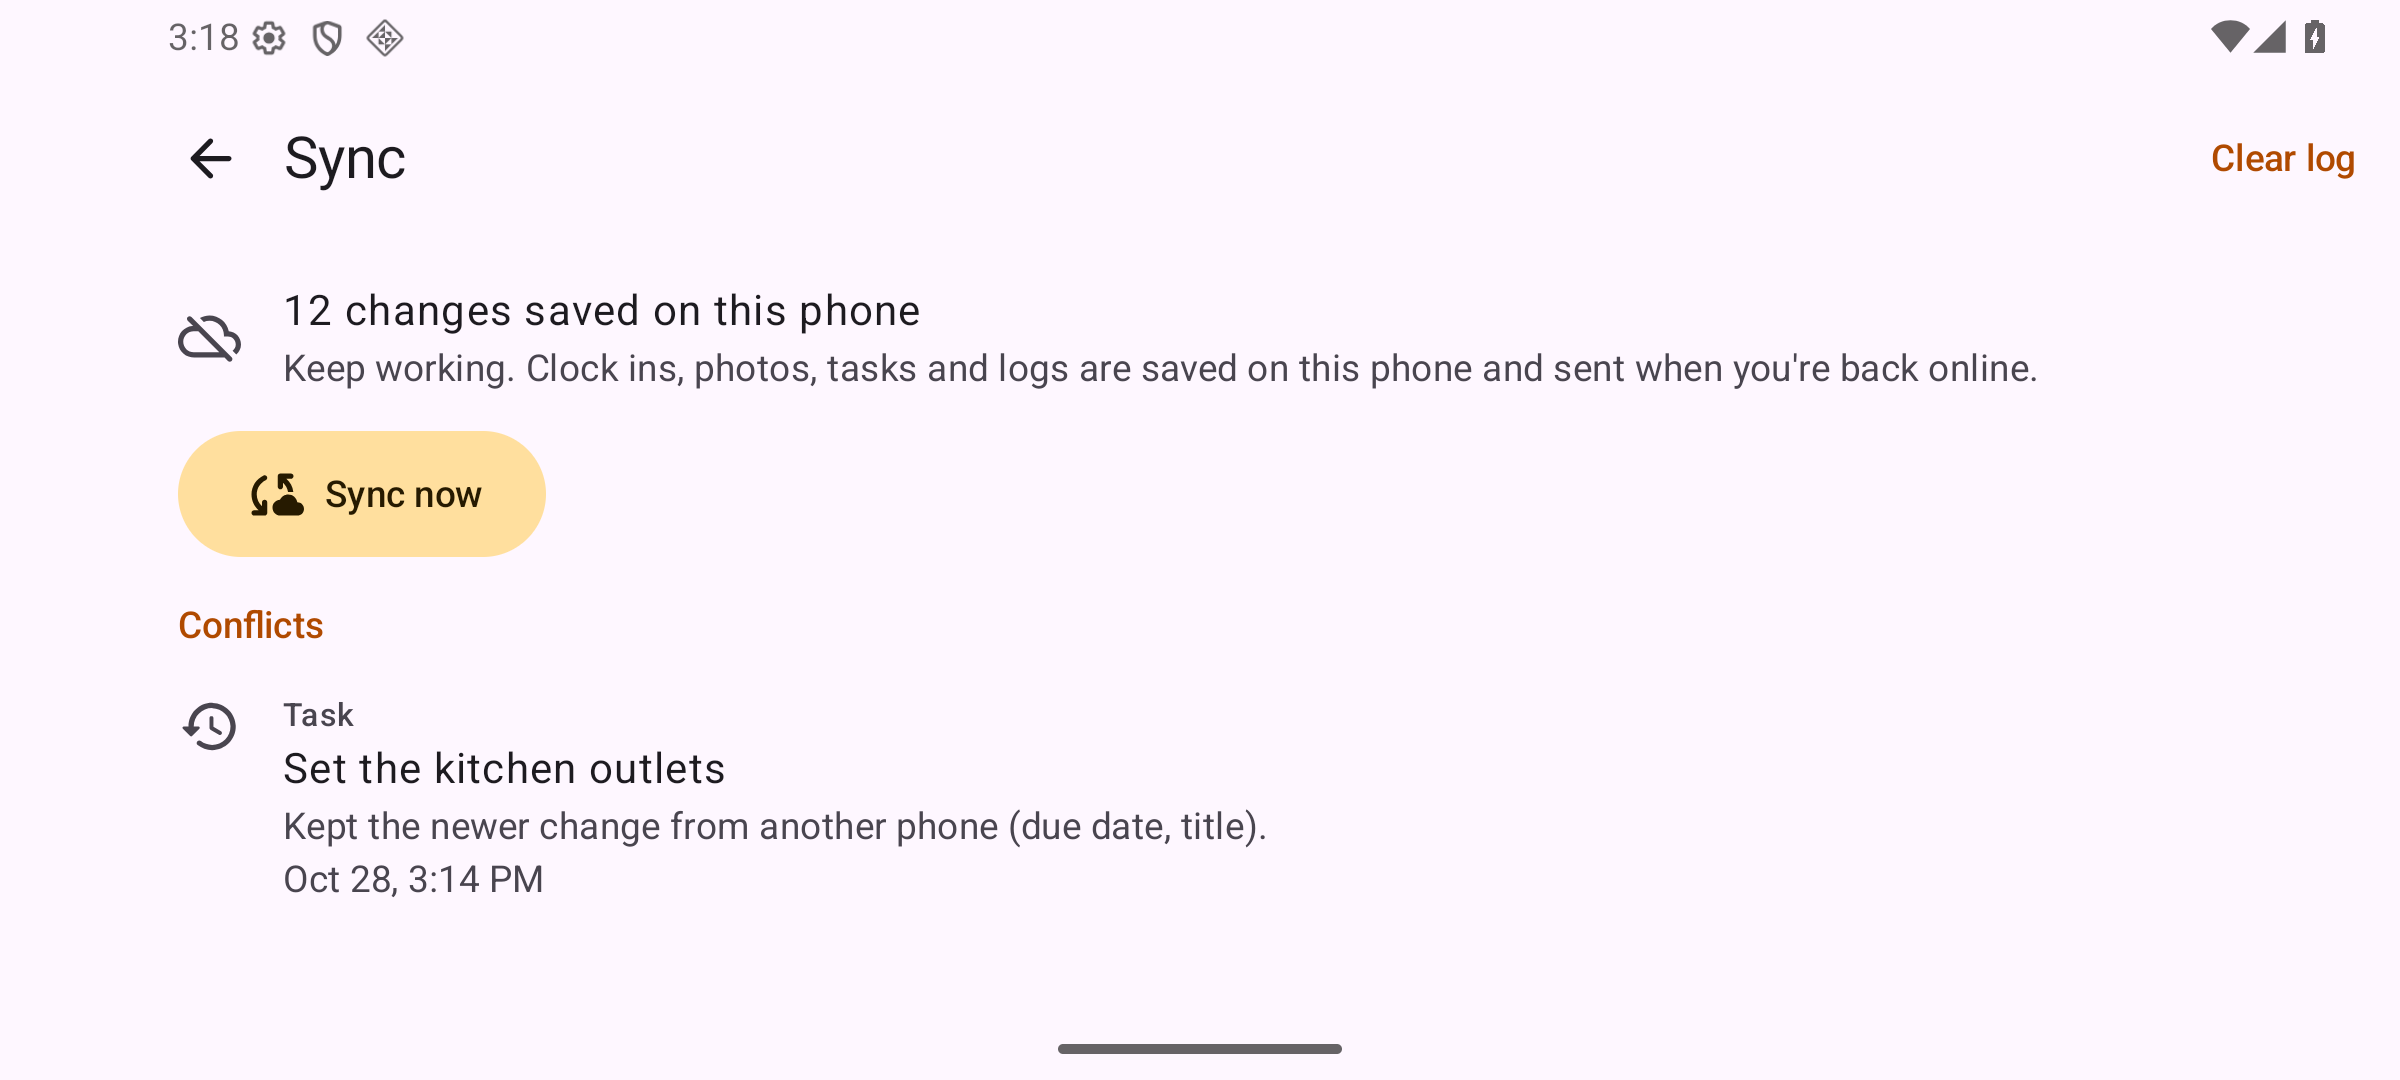 3:18
Sync
Clear log
12 changes saved on this phone
Keep working. Clock ins, photos, tasks and logs are saved on this phone and sent when you're back online.
Sync now
Conflicts
Task
Set the kitchen outlets
Kept the newer change from another phone (due date, title).
Oct 28, 3:14 PM